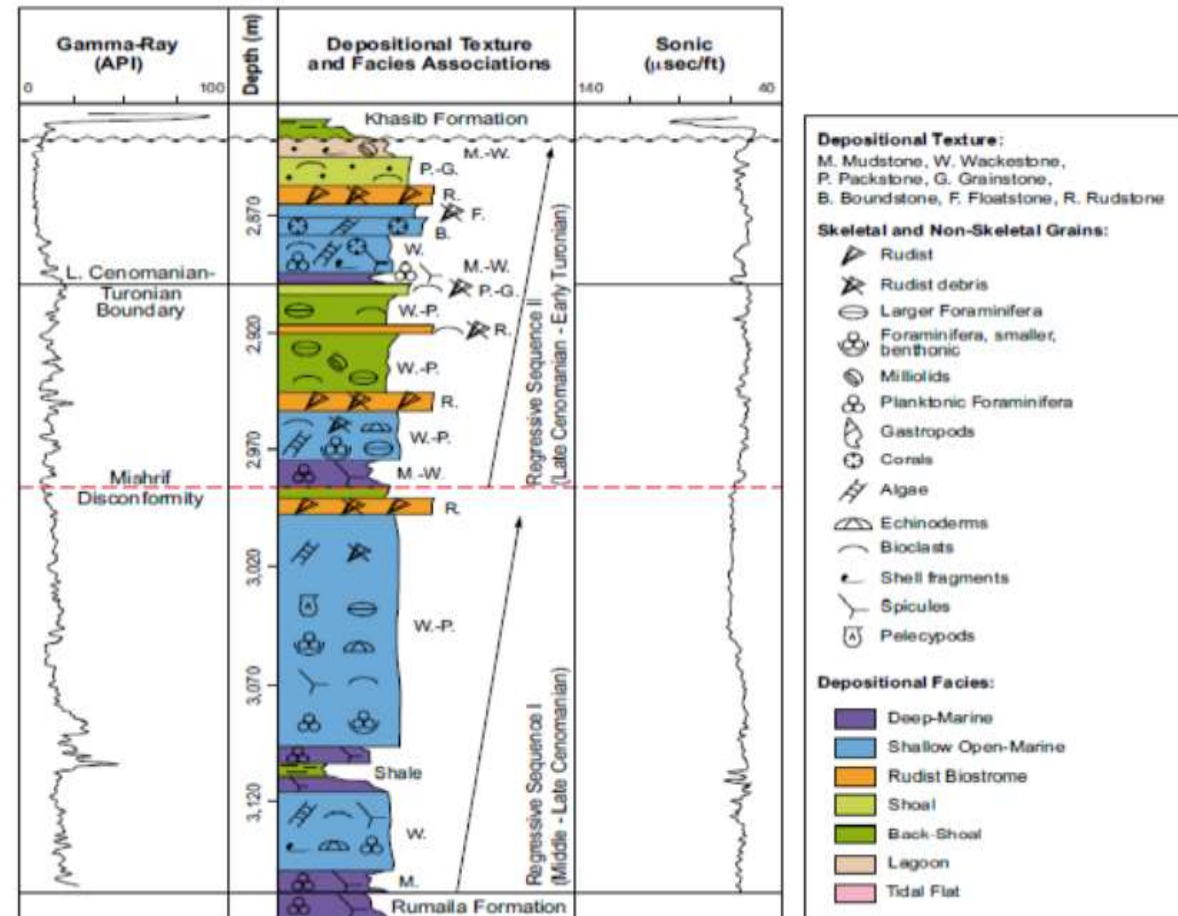 Gamma-Ray
(API)
0
100
Depth (m)
Depositional Texture
and Facies Associations
Sonic
(µsec/ft)
140
40
Khasib Formation
M.-W.
P.-G.
R.
2,870
F.
B.
W.
M.-W.
L. Cenomanian-
Turonian
Boundary
P.-G.
W.-P.
2,920
R.
W.-P.
R.
W.-P.
2,970
M.-W.
Mishrif
Disconformity
R.
3,020
W.-P.
3,070
Shale
3,120
W.
M.
Rumaila Formation
Regressive Sequence II
(Late Cenomanian - Early Turonian)
Regressive Sequence I
(Middle - Late Cenomanian)
Depositional Texture:
M. Mudstone, W. Wackestone,
P. Packstone, G. Grainstone,
B. Boundstone, F. Floatstone, R. Rudstone
Skeletal and Non-Skeletal Grains:
Rudist
Rudist debris
Larger Foraminifera
Foraminifera, smaller,
benthonic
Milliolids
Planktonic Foraminifera
Gastropods
Corals
Algae
Echinoderms
Bioclasts
Shell fragments
Spicules
A Pelecypods
Depositional Facies:
Deep-Marine
Shallow Open-Marine
Rudist Biostrome
Shoal
Back-Shoal
Lagoon
Tidal Flat